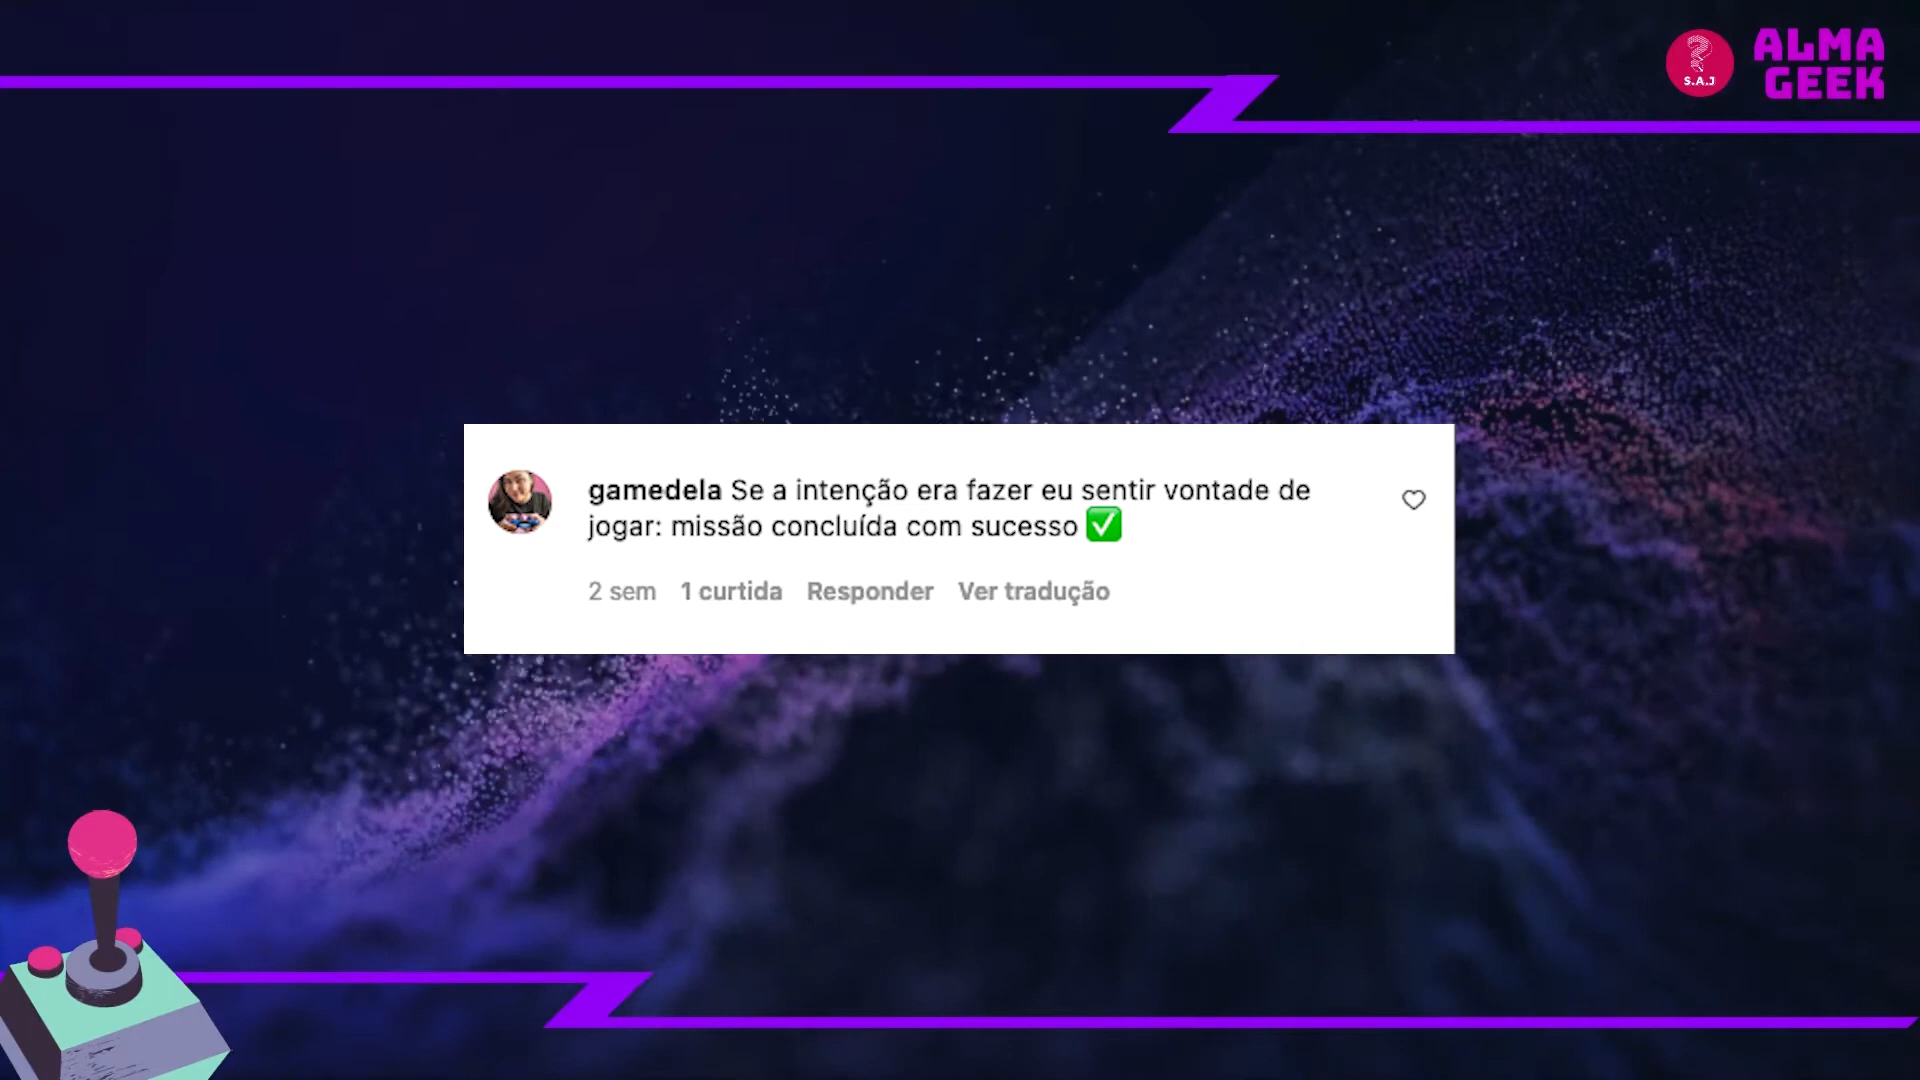 ALMA
GEEK
S.A.J
gamedela Se a intenção era fazer eu sentir vontade de
jogar: missão concluída com sucesso ✅
2 sem 1 curtida Responder Ver tradução